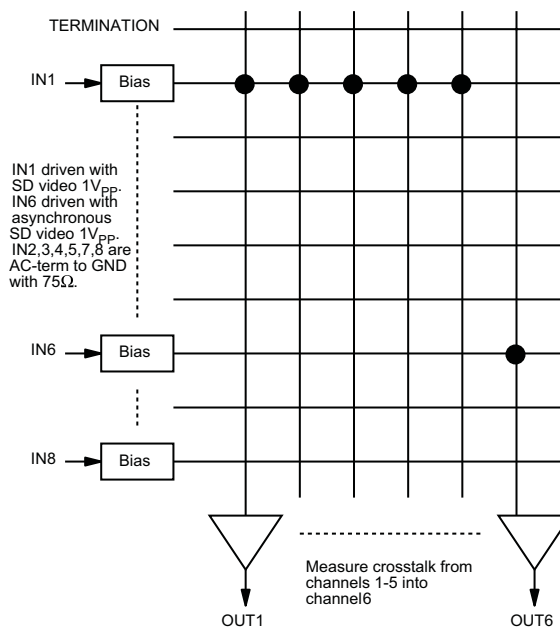 TERMINATION
IN1
Bias
IN1 driven with
SD video 1VPP.
IN6 driven with
asynchronous
SD video 1VPP.
IN2,3,4,5,7,8 are
AC-term to GND
with 75Ω.
IN6
Bias
IN8
Bias
Measure crosstalk from
channels 1-5 into
channel6
OUT1
OUT6